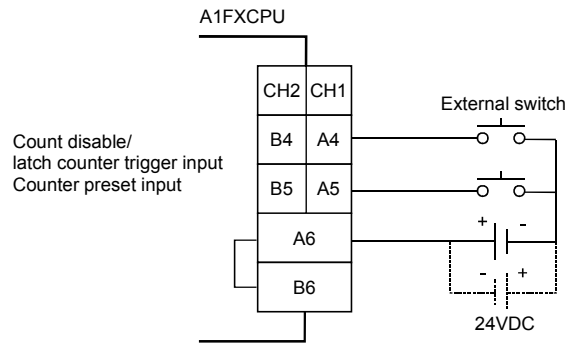 A1FXCPU
CH2 CH1
External switch
B4 A4
Count disable/
latch counter trigger input
Counter preset input
B5 A5
A6
+ -
B6
- +
24VDC